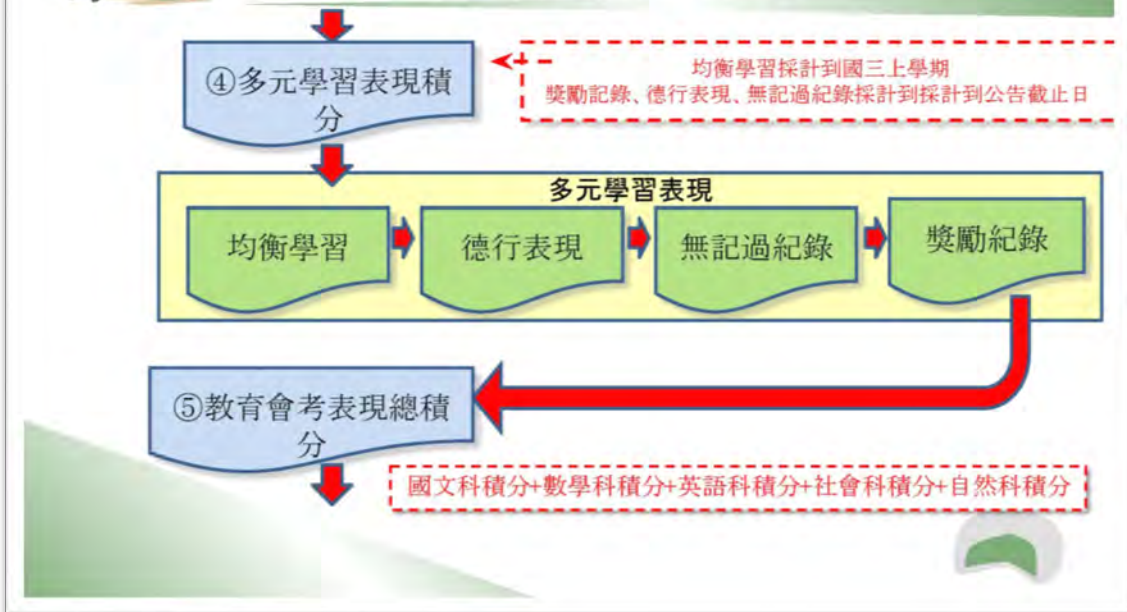 ④多元學習表現積
分
均衡學習採計到國三上學期
獎勵記錄、德行表現、無記過紀錄採計到採計到公告截止日
多元學習表現
均衡學習
德行表現
無記過紀錄
獎勵紀錄
⑤教育會考表現總積
分
國文科積分+數學科積分+英語科積分+社會科積分+自然科積分